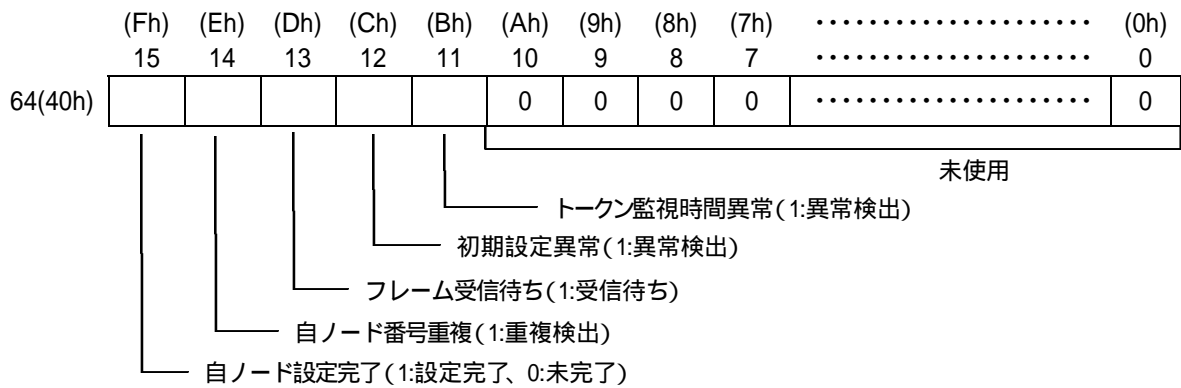 (Fh) (Eh) (Dh) (Ch) (Bh) (Ah) (9h) (8h) (7h) ····················· (0h)
15 14 13 12 11 10 9 8 7 ····················· 0
64(40h) 0 0 0 0 ····················· 0
未使用
トークン監視時間異常(1:異常検出)
初期設定異常(1:異常検出)
フレーム受信待ち(1:受信待ち)
自ノード番号重複(1:重複検出)
自ノード設定完了(1:設定完了、0:未完了)